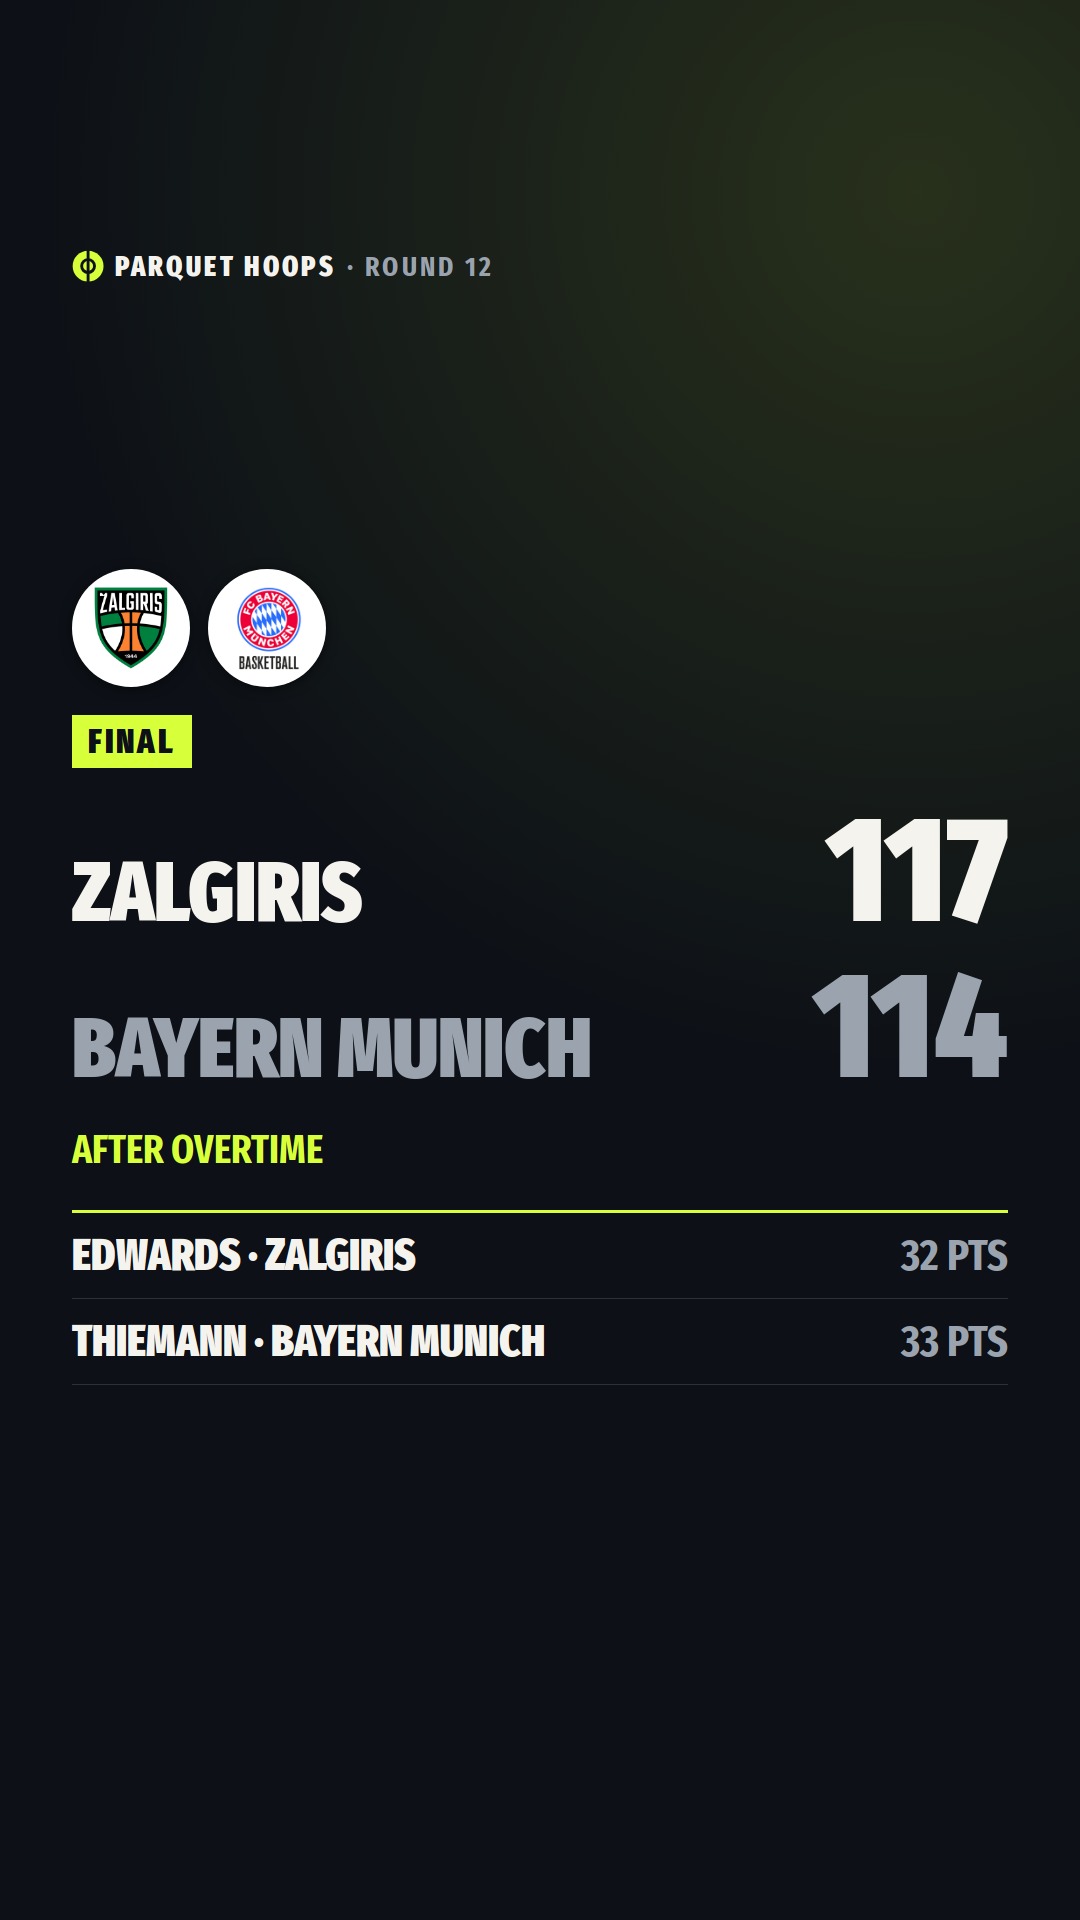 PARQUET HOOPS · ROUND 12
ZALGIRIS
1944
FC BAYERN
MÜNCHEN
BASKETBALL
FINAL
ZALGIRIS 117
BAYERN MUNICH 114
AFTER OVERTIME
EDWARDS · ZALGIRIS 32 PTS
THIEMANN · BAYERN MUNICH 33 PTS